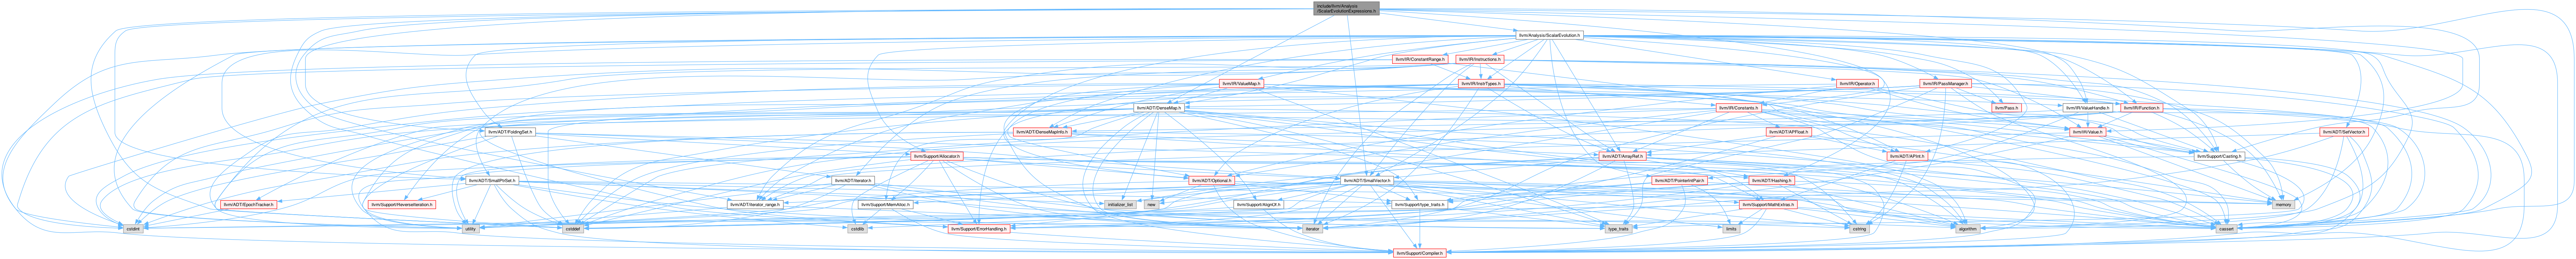 include/llvm/Analysis
/ScalarEvolutionExpressions.h
llvm/Analysis/ScalarEvolution.h
llvm/IR/ConstantRange.h
llvm/IR/Instructions.h
llvm/IR/ValueMap.h
llvm/IR/InstrTypes.h
llvm/IR/Operator.h
llvm/IR/PassManager.h
llvm/ADT/DenseMap.h
llvm/IR/Constants.h
llvm/Pass.h
llvm/IR/ValueHandle.h
llvm/IR/Function.h
llvm/ADT/FoldingSet.h
llvm/ADT/DenseMapInfo.h
llvm/ADT/APFloat.h
llvm/IR/Value.h
llvm/ADT/SetVector.h
llvm/Support/Allocator.h
llvm/ADT/ArrayRef.h
llvm/ADT/APInt.h
llvm/Support/Casting.h
llvm/ADT/SmallPtrSet.h
llvm/ADT/iterator.h
llvm/ADT/Optional.h
llvm/ADT/SmallVector.h
llvm/ADT/PointerIntPair.h
llvm/ADT/Hashing.h
llvm/ADT/EpochTracker.h
llvm/Support/ReverseIteration.h
llvm/ADT/iterator_range.h
llvm/Support/MemAlloc.h
initializer_list
new
llvm/Support/AlignOf.h
llvm/Support/type_traits.h
llvm/Support/MathExtras.h
memory
cstdint
utility
cstddef
cstdlib
llvm/Support/ErrorHandling.h
iterator
type_traits
limits
cstring
algorithm
cassert
llvm/Support/Compiler.h